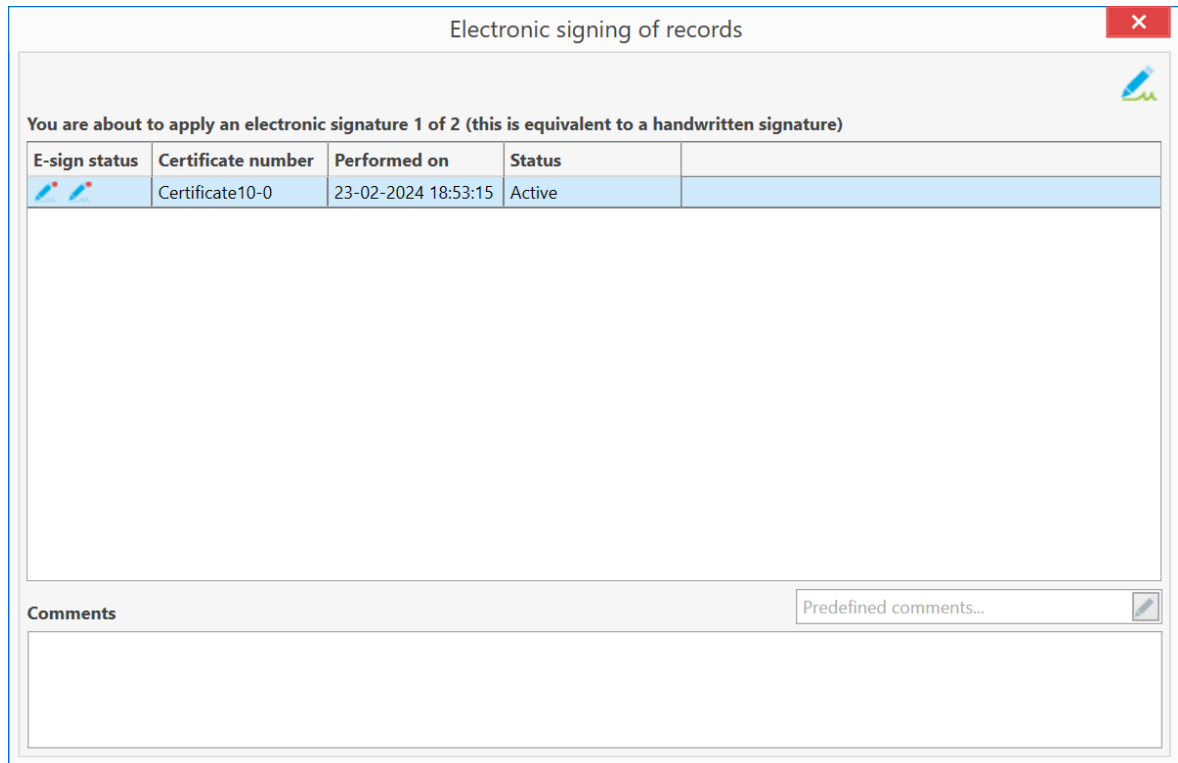 Electronic signing of records
You are about to apply an electronic signature 1 of 2 (this is equivalent to a handwritten signature)
E-sign status Certificate number Performed on Status
Certificate10-0 23-02-2024 18:53:15 Active
Predefined comments...
Comments